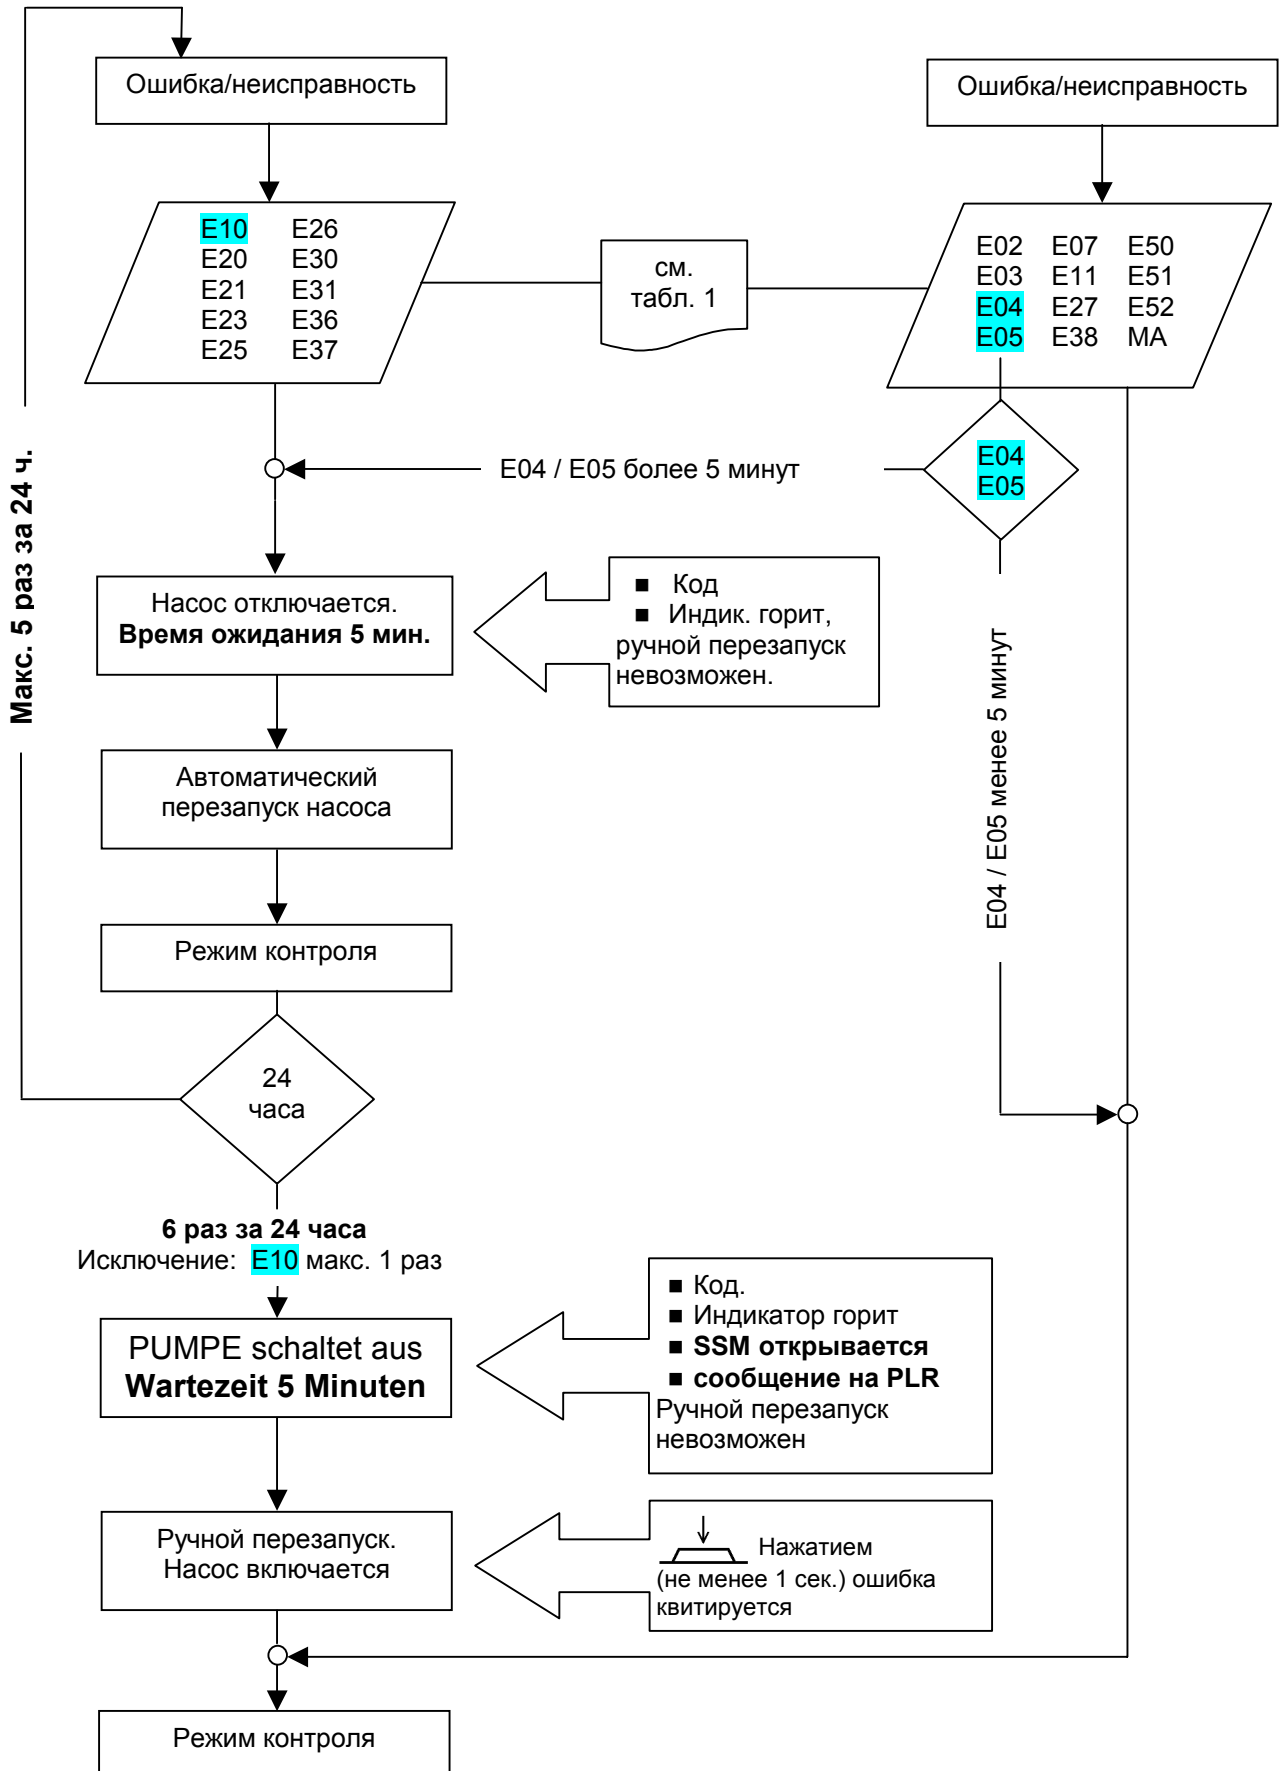 Ошибка/неисправность
Ошибка/неисправность
E10 E26
E20 E30
E21 E31
E23 E36
E25 E37
см.
табл. 1
E02 E07 E50
E03 E11 E51
E04 E27 E52
E05 E38 MA
E04
E05
E04 / E05 более 5 минут
Макс. 5 раз за 24 ч.
Насос отключается.
Время ожидания 5 мин.
■ Код
■ Индик. горит,
ручной перезапуск
невозможен.
E04 / E05 менее 5 минут
Автоматический
перезапуск насоса
Режим контроля
24
часа
6 раз за 24 часа
Исключение: E10 макс. 1 раз
PUMPE schaltet aus
Wartezeit 5 Minuten
■ Код.
■ Индикатор горит
■ SSM открывается
■ сообщение на PLR
Ручной перезапуск
невозможен
Ручной перезапуск.
Насос включается
Нажатием
(не менее 1 сек.) ошибка
квитируется
Режим контроля